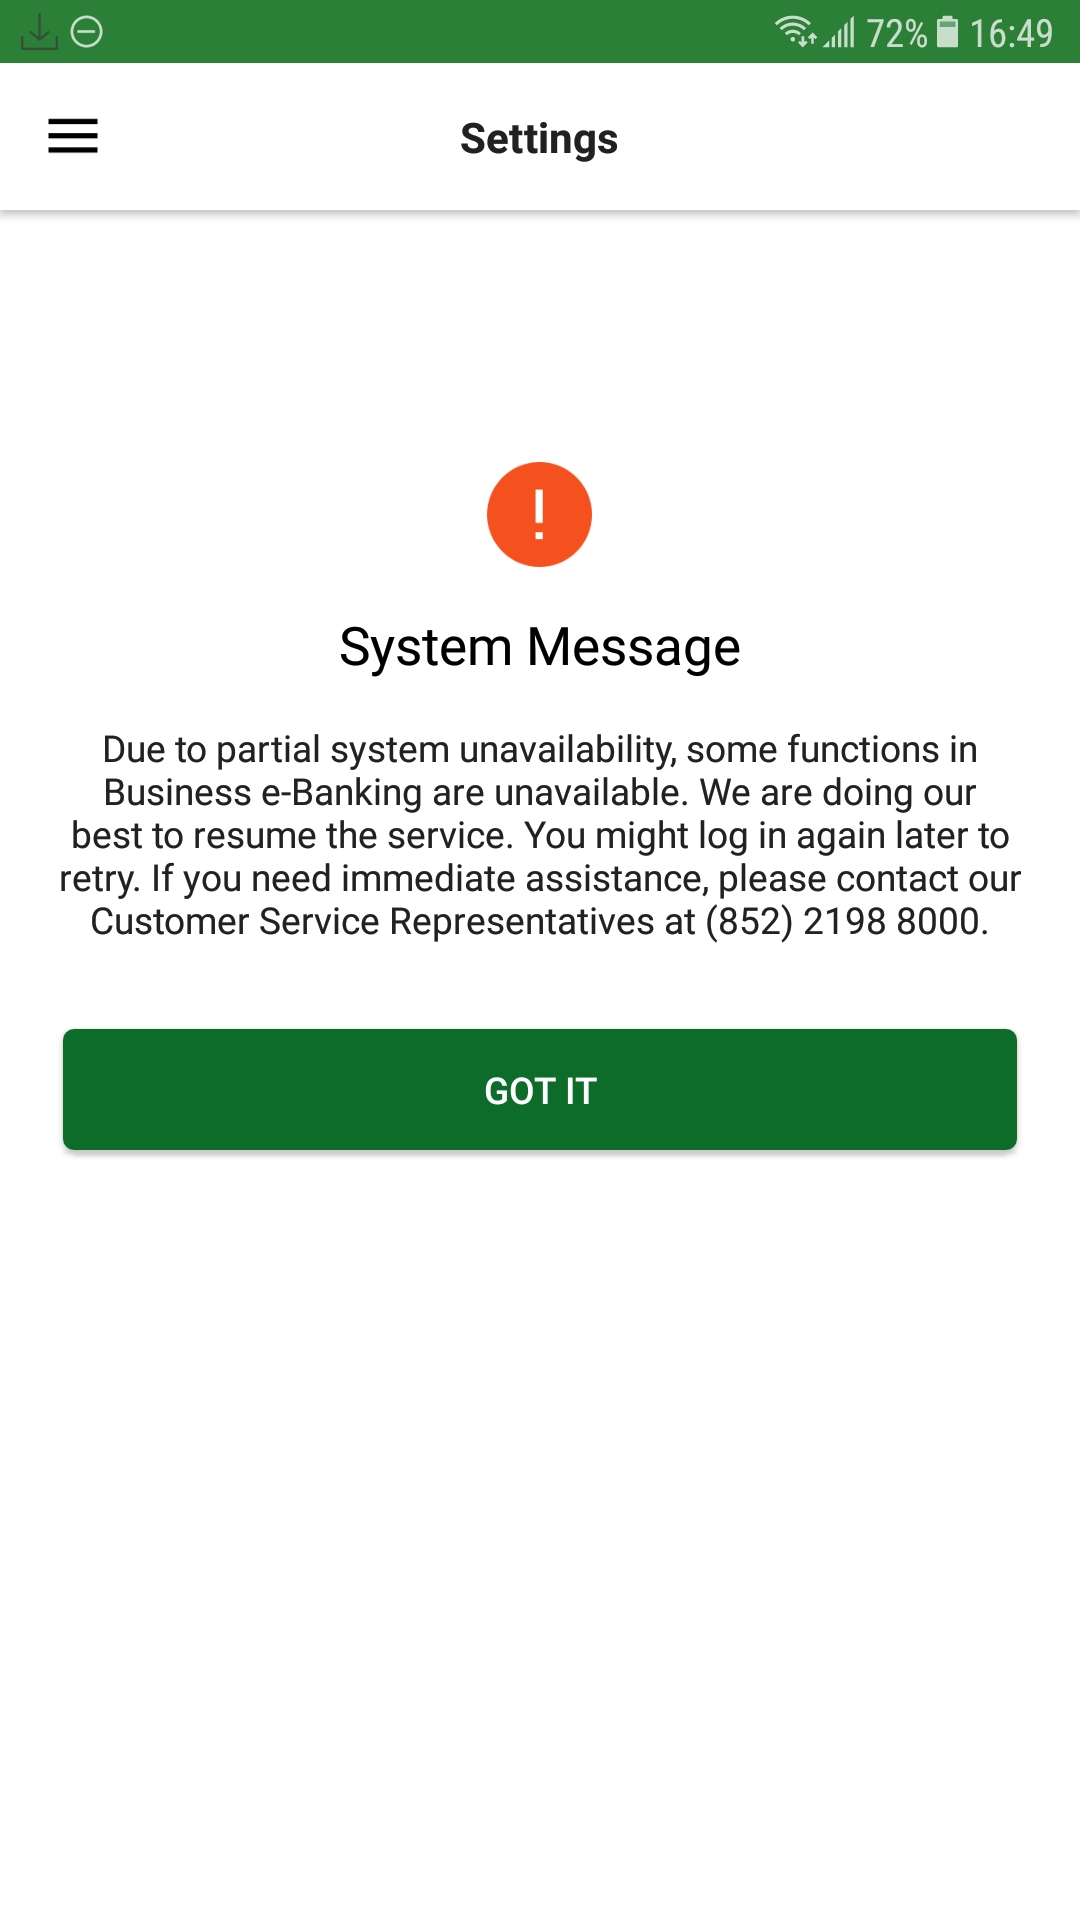 72% 16:49
Settings
System Message
Due to partial system unavailability, some functions in
Business e-Banking are unavailable. We are doing our
best to resume the service. You might log in again later to
retry. If you need immediate assistance, please contact our
Customer Service Representatives at (852) 2198 8000.
GOT IT